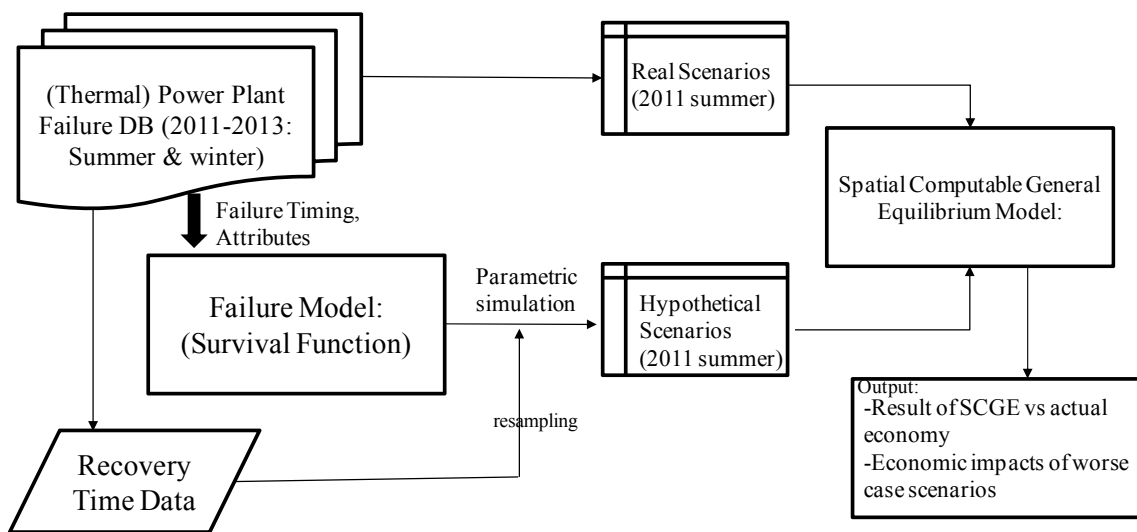 (Thermal) Power Plant
Failure DB (2011-2013:
Summer & winter)
Real Scenarios
(2011 summer)
Spatial Computable General
Equilibrium Model:
Failure Timing,
Attributes
Failure Model:
(Survival Function)
Parametric
simulation
Hypothetical
Scenarios
(2011 summer)
resampling
Recovery
Time Data
Output:
-Result of SCGE vs actual
economy
-Economic impacts of worse
case scenarios